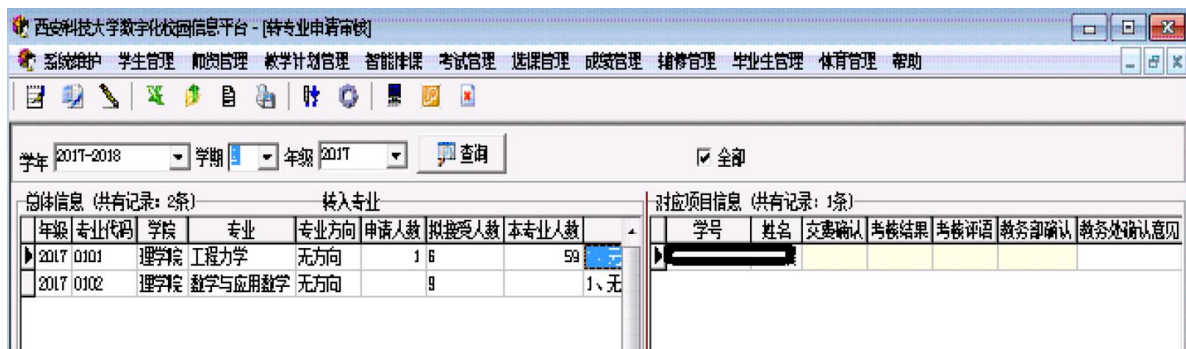 西安科技大学数字化校园信息平台 - [转专业申请审核]
系统维护 学生管理 师资管理 教学计划管理 智能排课 考试管理 选课管理 成绩管理 辅修管理 毕业生管理 体育管理 帮助
学年 2017-2018 学期 年级 2017 查询 全部
总体信息（共有记录：2条） 转入专业 对应项目信息（共有记录：1条）
年级 专业代码 学院 专业 专业方向 申请人数 拟接受人数 本专业人数 学号 姓名 交费确认 考核结果 考核评语 教务部确认 教务处确认意见
2017 0101 理学院 工程力学 无方向 1 6 59
2017 0102 理学院 数学与应用数学 无方向 9 1、无